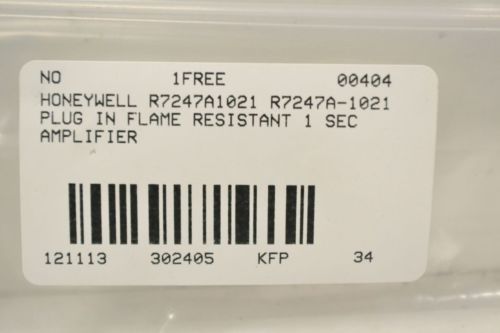 NO 1FREE 00404
HONEYWELL R7247A1021 R7247A-1021
PLUG IN FLAME RESISTANT 1 SEC
AMPLIFIER
121113 302405 KFP 34